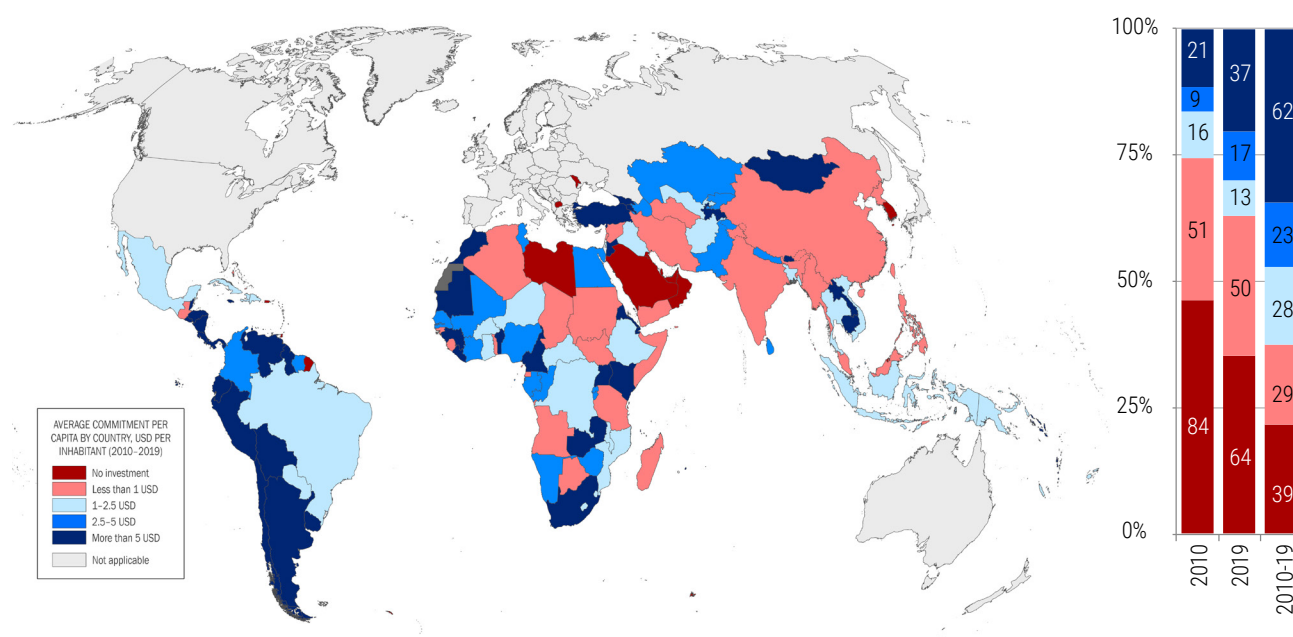 AVERAGE COMMITMENT PER
CAPITA BY COUNTRY, USD PER
INHABITANT (2010–2019)
No investment
Less than 1 USD
1–2.5 USD
2.5–5 USD
More than 5 USD
Not applicable
100%
75%
50%
25%
0%
21
9
16
51
84
2010
37
17
13
50
64
2019
62
23
28
29
39
2010-19